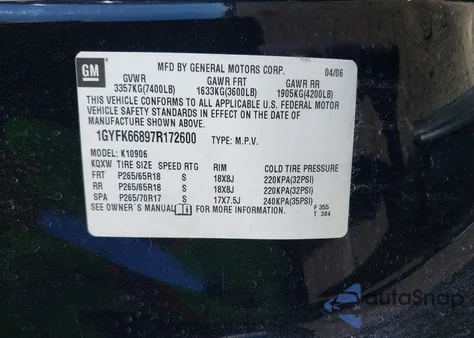 GM
MFD BY GENERAL MOTORS CORP. 04/06
GVWR GAWR FRT GAWR RR
3357KG(7400LB) 1633KG(3600LB) 1905KG(4200LB)
THIS VEHICLE CONFORMS TO ALL APPLICABLE U.S. FEDERAL MOTOR
VEHICLE SAFETY STANDARDS IN EFFECT ON THE DATE OF
MANUFACTURE SHOWN ABOVE.
1GYFK66897R172600 TYPE: M.P.V.
MODEL: K10906
KQXW TIRE SIZE SPEED RTG RIM COLD TIRE PRESSURE
FRT P265/65R18 S 18X8J 220KPA(32PSI)
RR P265/65R18 S 18X8J 220KPA(32PSI)
SPA P265/70R17 S 17X7.5J 240KPA(35PSI)
SEE OWNER'S MANUAL FOR MORE INFORMATION.
F 355
T 384
autoSnap